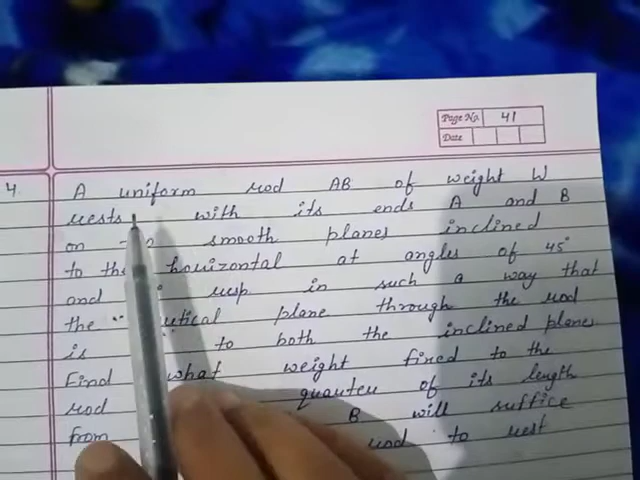 Page No. 41
Date
4. A uniform rod AB of weight W
rests with its ends A and B
on smooth planes inclined
to the horizontal at angles of 45°
and resp in such a way that
the through the rod
is to both the inclined planes
Find what weight fixed to the
rod quarter of its length
from B will suffice
rod to rest